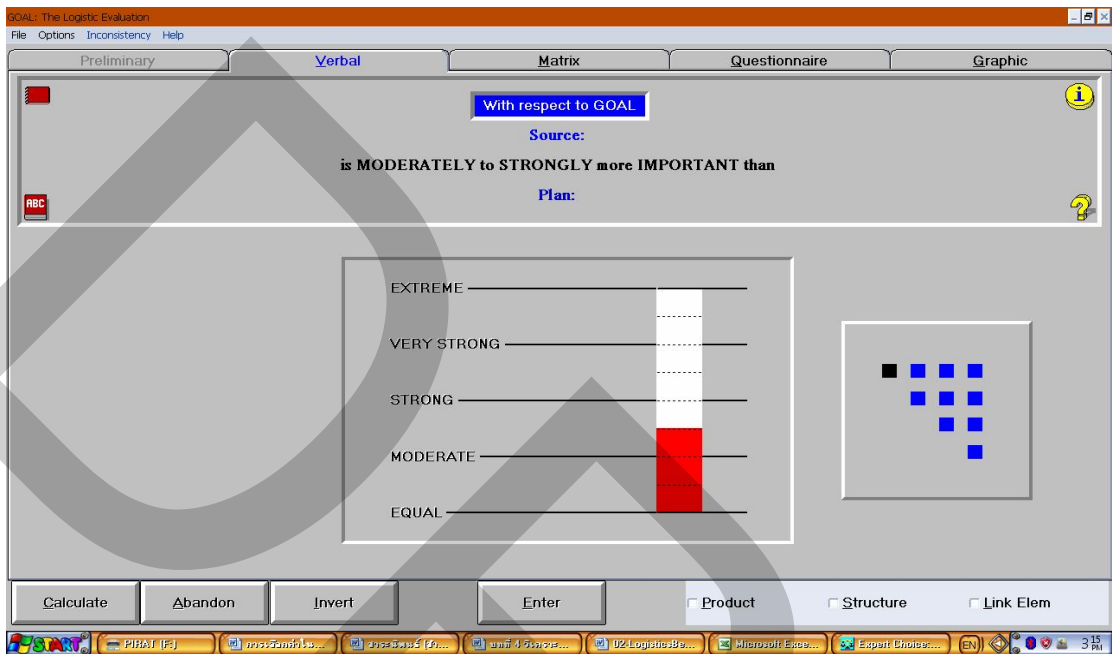 GOAL: The Logistic Evaluation
File Options Inconsistency Help
Preliminary Verbal Matrix Questionnaire Graphic
With respect to GOAL
Source:
is MODERATELY to STRONGLY more IMPORTANT than
Plan:
ABC
EXTREME
VERY STRONG
STRONG
MODERATE
EQUAL
Calculate Abandon Invert Enter Product Structure Link Elem
START PIRAT (F:) U2-LogisticsBe... Microsoft Exce... Expert Choice:... EN 3 15 PM